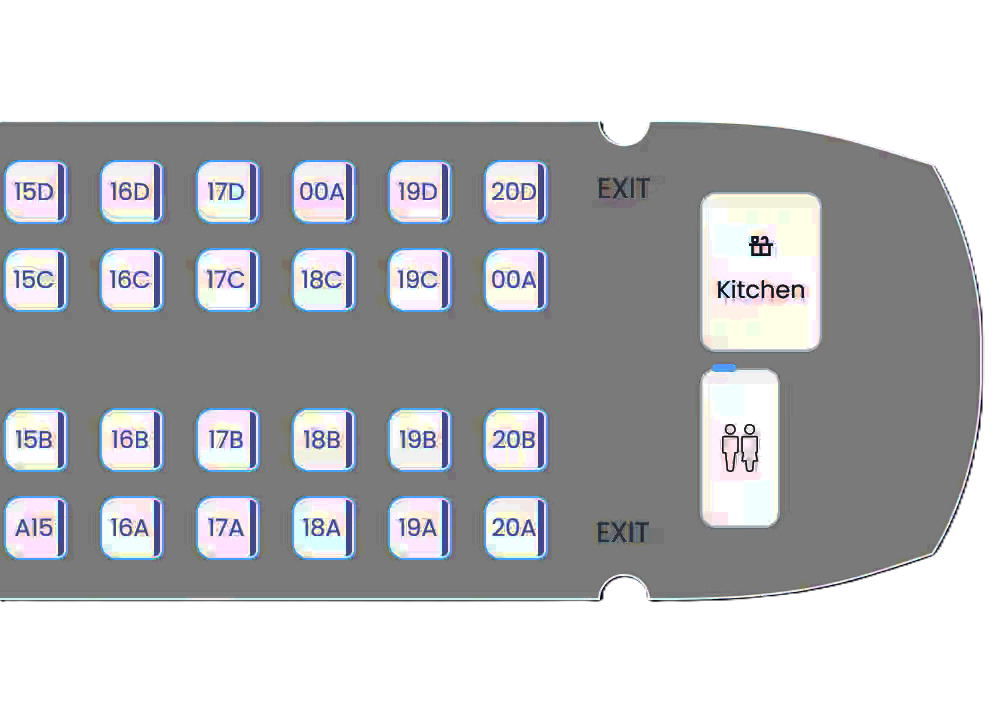 15D 16D 17D 00A 19D 20D EXIT
15C 16C 17C 18C 19C 00A
Kitchen
15B 16B 17B 18B 19B 20B
A15 16A 17A 18A 19A 20A EXIT